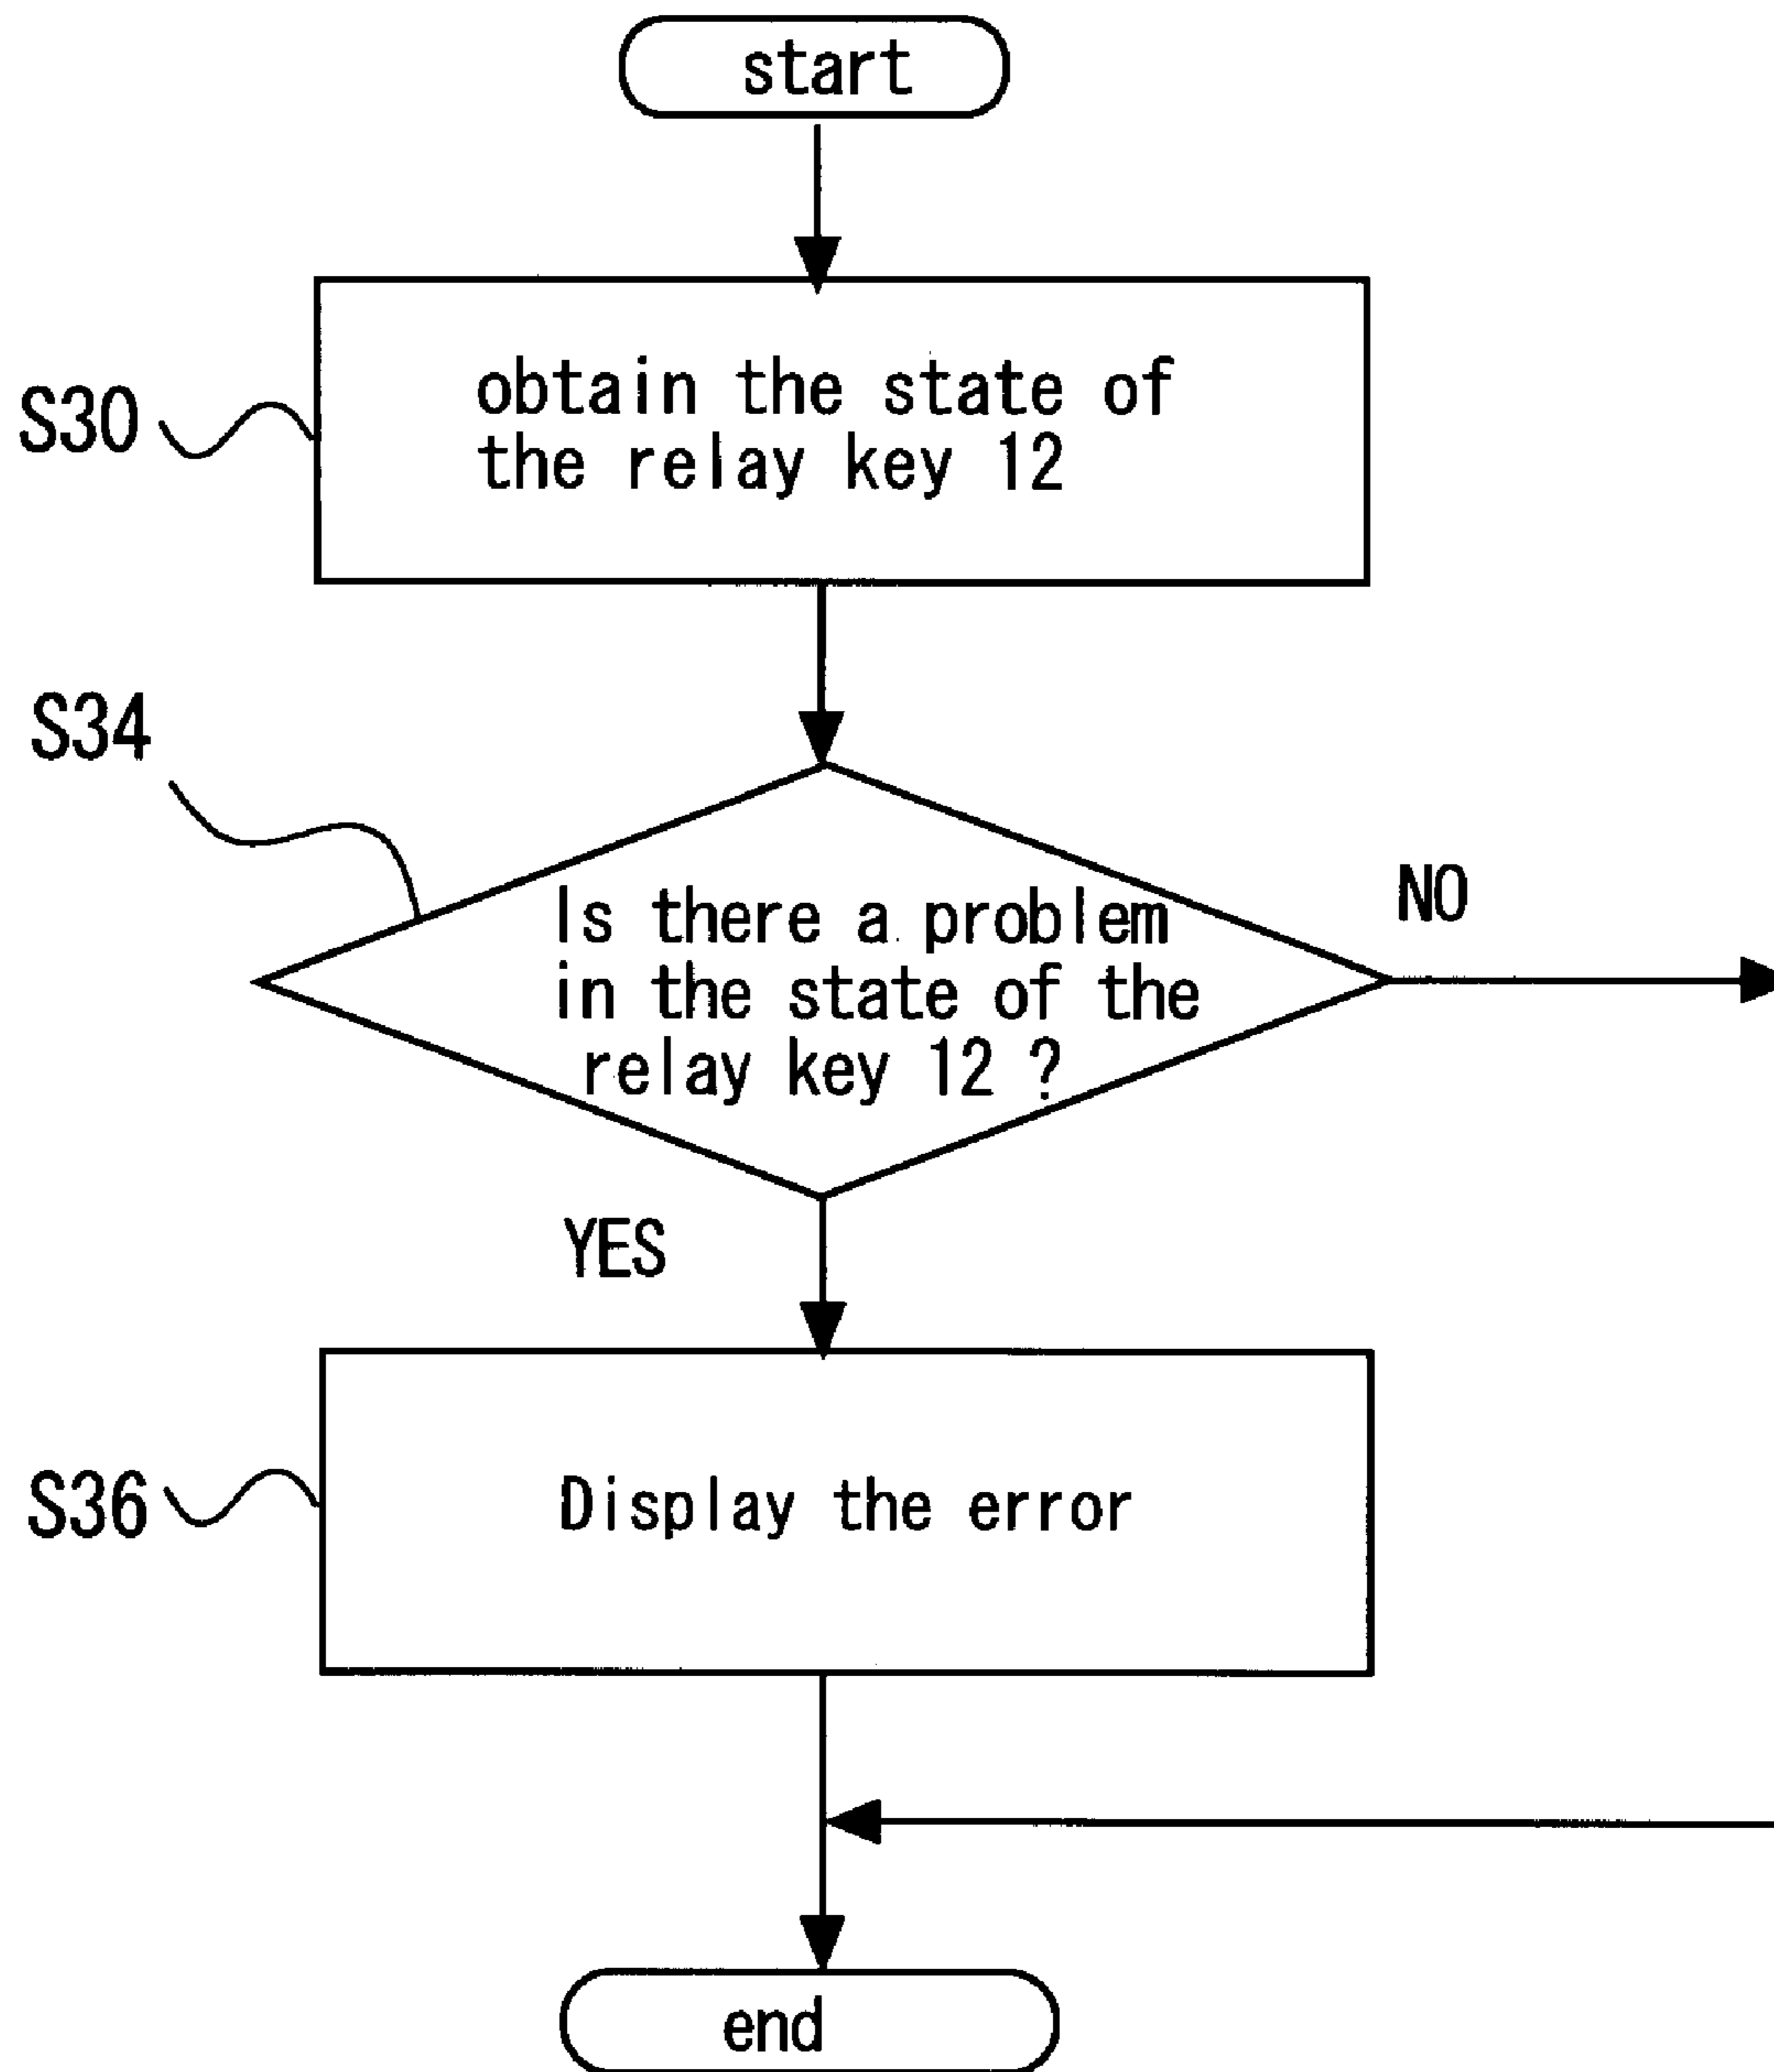 start
S30
obtain the state of
the relay key 12
S34
Is there a problem
in the state of the
relay key 12 ?
NO
YES
S36
Display the error
end